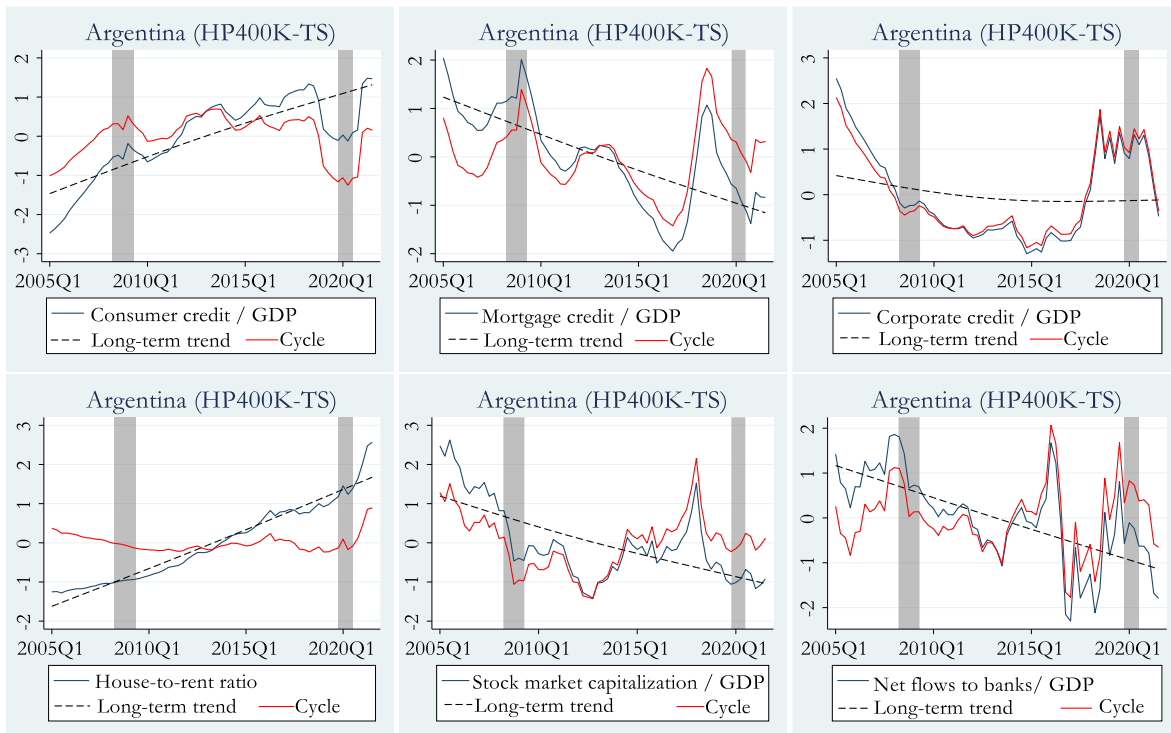 Argentina (HP400K-TS)
2
1
0
-1
-2
-3
2005Q1 2010Q1 2015Q1 2020Q1
Consumer credit / GDP
Long-term trend Cycle
Argentina (HP400K-TS)
2
1
0
-1
-2
2005Q1 2010Q1 2015Q1 2020Q1
Mortgage credit / GDP
Long-term trend Cycle
Argentina (HP400K-TS)
3
2
1
0
-1
2005Q1 2010Q1 2015Q1 2020Q1
Corporate credit / GDP
Long-term trend Cycle
Argentina (HP400K-TS)
3
2
1
0
-1
-2
2005Q1 2010Q1 2015Q1 2020Q1
House-to-rent ratio
Long-term trend Cycle
Argentina (HP400K-TS)
3
2
1
0
-1
-2
2005Q1 2010Q1 2015Q1 2020Q1
Stock market capitalization / GDP
Long-term trend Cycle
Argentina (HP400K-TS)
2
1
0
-1
-2
2005Q1 2010Q1 2015Q1 2020Q1
Net flows to banks/ GDP
Long-term trend Cycle